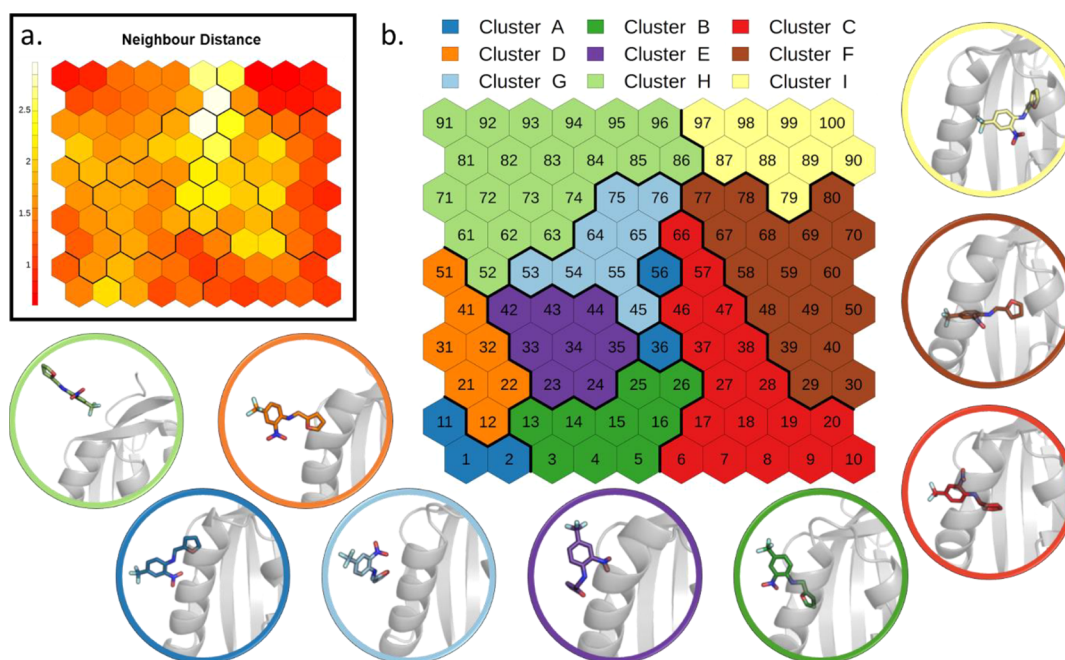 a.
Neighbour Distance
2.5
2
1.5
1
b.
Cluster A Cluster B Cluster C
Cluster D Cluster E Cluster F
Cluster G Cluster H Cluster I
91 92 93 94 95 96 97 98 99 100
81 82 83 84 85 86 87 88 89 90
71 72 73 74 75 76 77 78 79 80
61 62 63 64 65 66 67 68 69 70
51 52 53 54 55 56 57 58 59 60
41 42 43 44 45 46 47 48 49 50
31 32 33 34 35 36 37 38 39 40
21 22 23 24 25 26 27 28 29 30
11 12 13 14 15 16 17 18 19 20
1 2 3 4 5 6 7 8 9 10